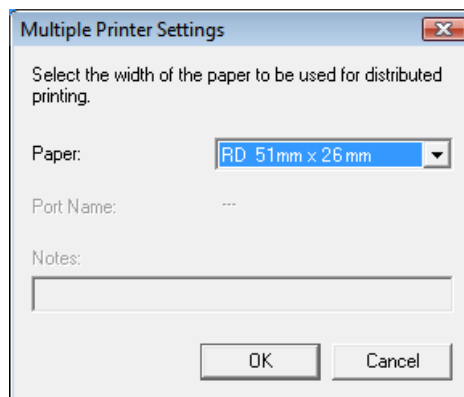 Multiple Printer Settings
Select the width of the paper to be used for distributed
printing.
Paper: RD 51mm x 26mm
Port Name: ---
Notes:
OK Cancel